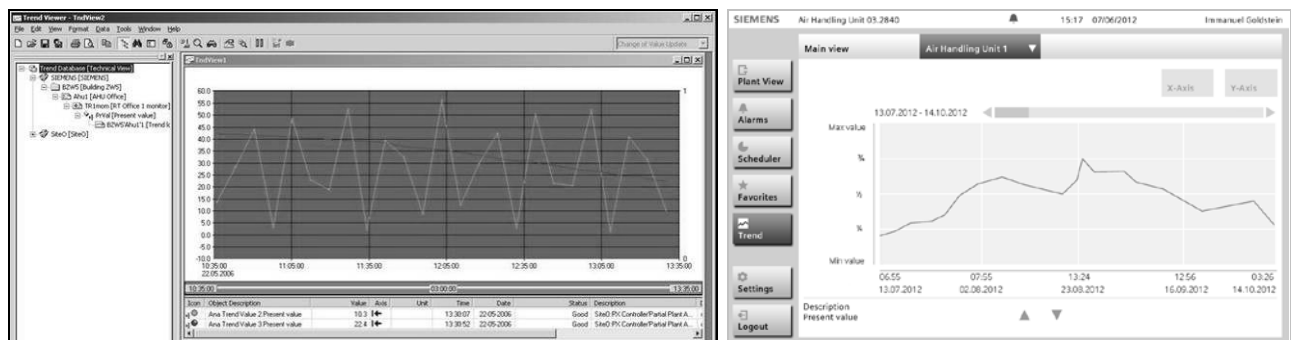 Trend Viewer - TndView2
File Edit View Format Data Tools Window Help
Change of Value Update
Trend Database [Technical View]
SIEMENS [SIEMENS]
BZWS [Building ZWS]
Ahu1 [AHU Office]
TR1mom [RT Office 1 monitor]
PrVal [Present value]
BZWS'Ahu1'1 [Trend k
SiteO [SiteO]
TndView1
60.0
55.0
50.0
45.0
40.0
35.0
30.0
25.0
20.0
15.0
10.0
5.0
0.0
-5.0
-10.0
1
0
10:35:00 11:05:00 11:35:00 12:05:00 12:35:00 13:05:00 13:35:00
22.05.2006
10:35:00 03:00:00 13:35:00
Icon Object Description Value Axis Unit Time Date Status Description
Ana Trend Value 2.Present value 10.3 13:30:07 22-05-2006 Good SiteO.PX Controller/Partial Plant A...
Ana Trend Value 3.Present value 22.4 13:30:52 22-05-2006 Good SiteO.PX Controller/Partial Plant A...
SIEMENS Air Handling Unit 03.2840 15:17 07/06/2012 Immanuel Goldstein
Main view Air Handling Unit 1
Plant View
Alarms
Scheduler
Favorites
Trend
Settings
Logout
X-Axis Y-Axis
13.07.2012 - 14.10.2012
Max value
¾
½
¼
Min value
06:55 07:55 13:24 12:56 03:26
13.07.2012 02.08.2012 23.08.2012 16.09.2012 14.10.2012
Description
Present value